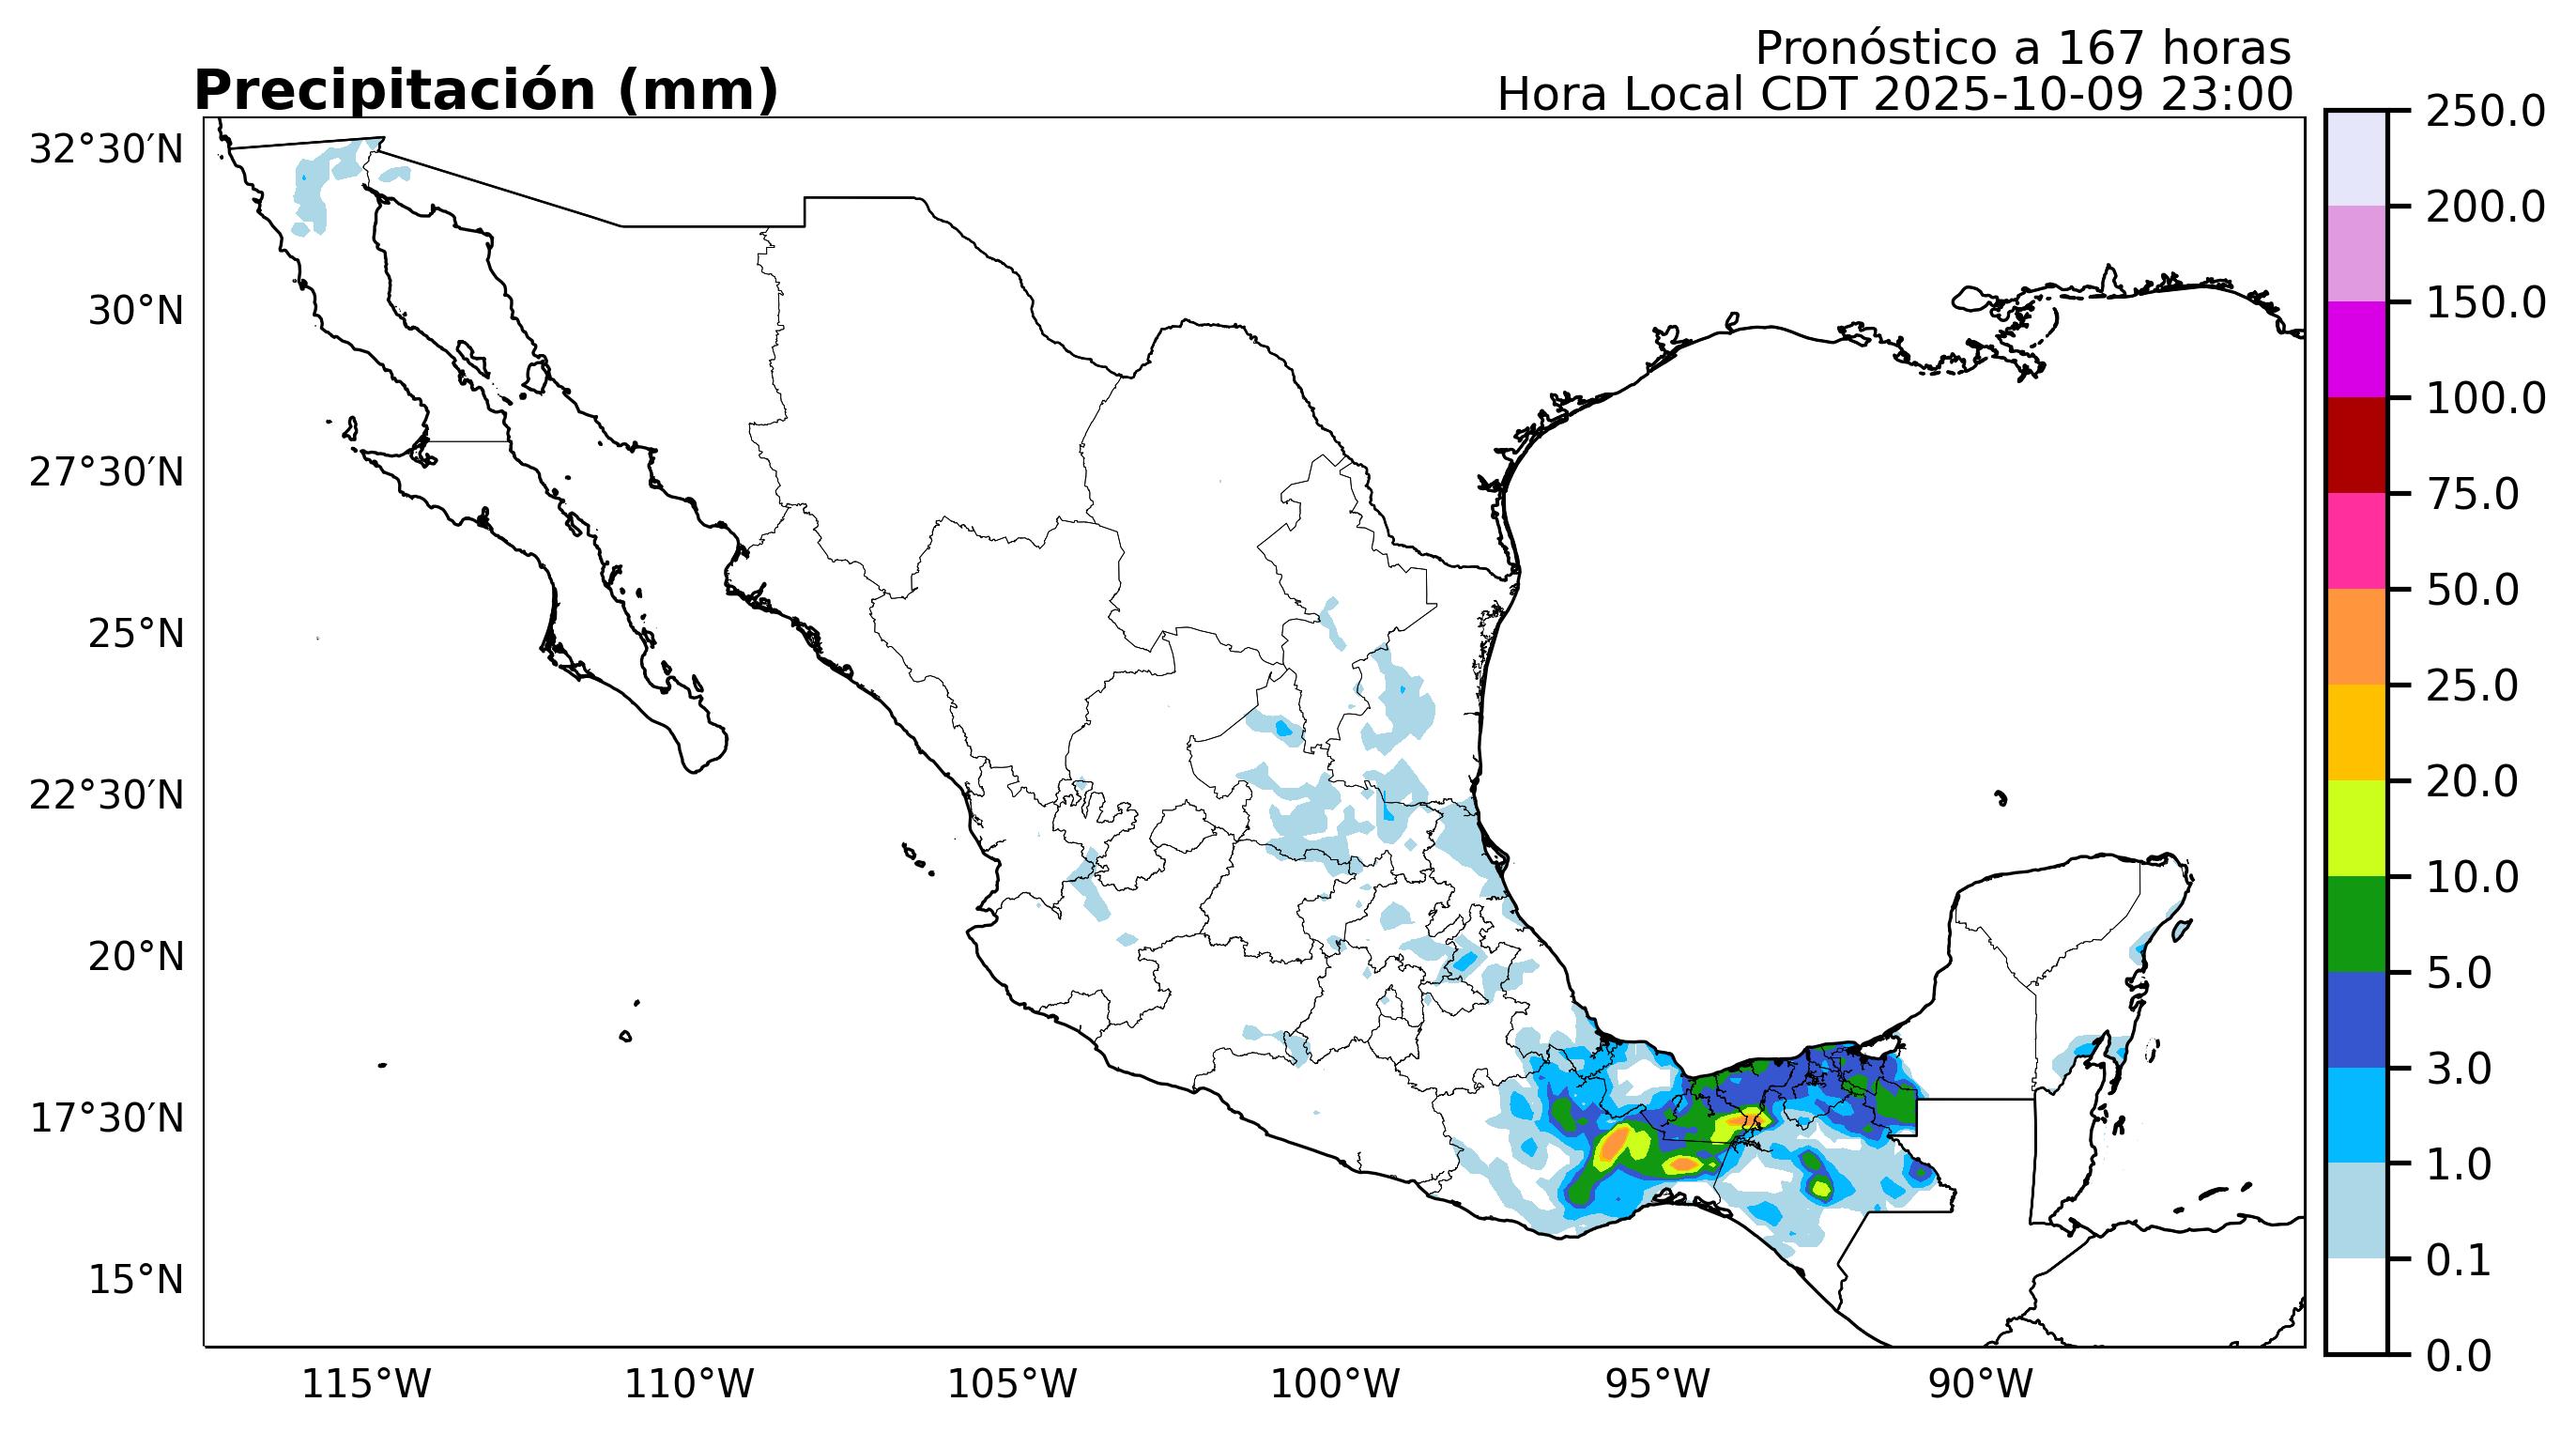 Pronóstico a 167 horas
Precipitación (mm)
Hora Local CDT 2025-10-09 23:00
32°30′N
30°N
27°30′N
25°N
22°30′N
20°N
17°30′N
15°N
115°W
110°W
105°W
100°W
95°W
90°W
250.0
200.0
150.0
100.0
75.0
50.0
25.0
20.0
10.0
5.0
3.0
1.0
0.1
0.0